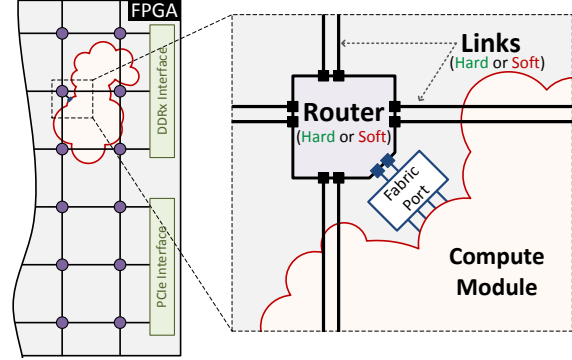 FPGA
DDRx Interface
PCIe Interface
Links
(Hard or Soft)
Router
(Hard or Soft)
Fabric
Port
Compute
Module